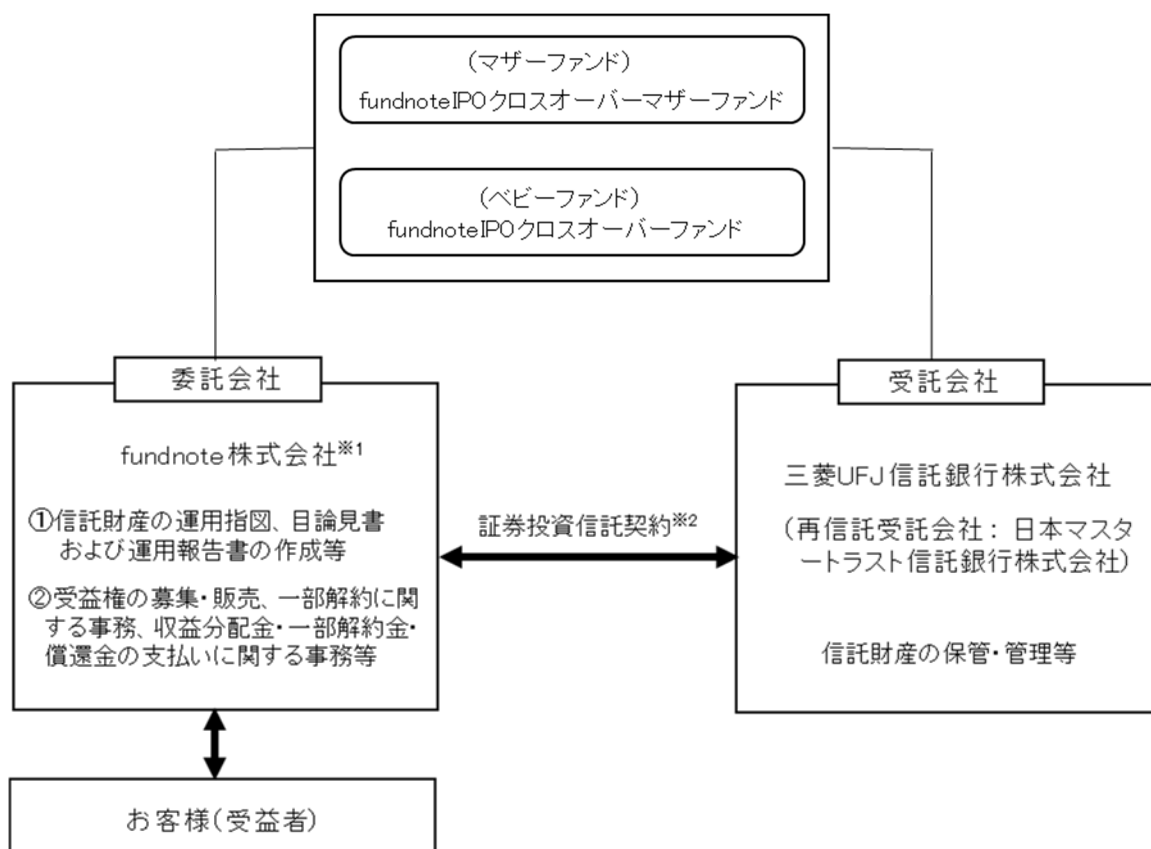 (マザーファンド)
fundnoteIPOクロスオーバーマザーファンド
(ベビーファンド)
fundnoteIPOクロスオーバーファンド
委託会社
fundnote株式会社※1
①信託財産の運用指図、目論見書
および運用報告書の作成等
②受益権の募集・販売、一部解約に関
する事務、収益分配金・一部解約金・
償還金の支払いに関する事務等
証券投資信託契約※2
受託会社
三菱UFJ信託銀行株式会社
(再信託受託会社：日本マスタ
ートラスト信託銀行株式会社)
信託財産の保管・管理等
お客様(受益者)